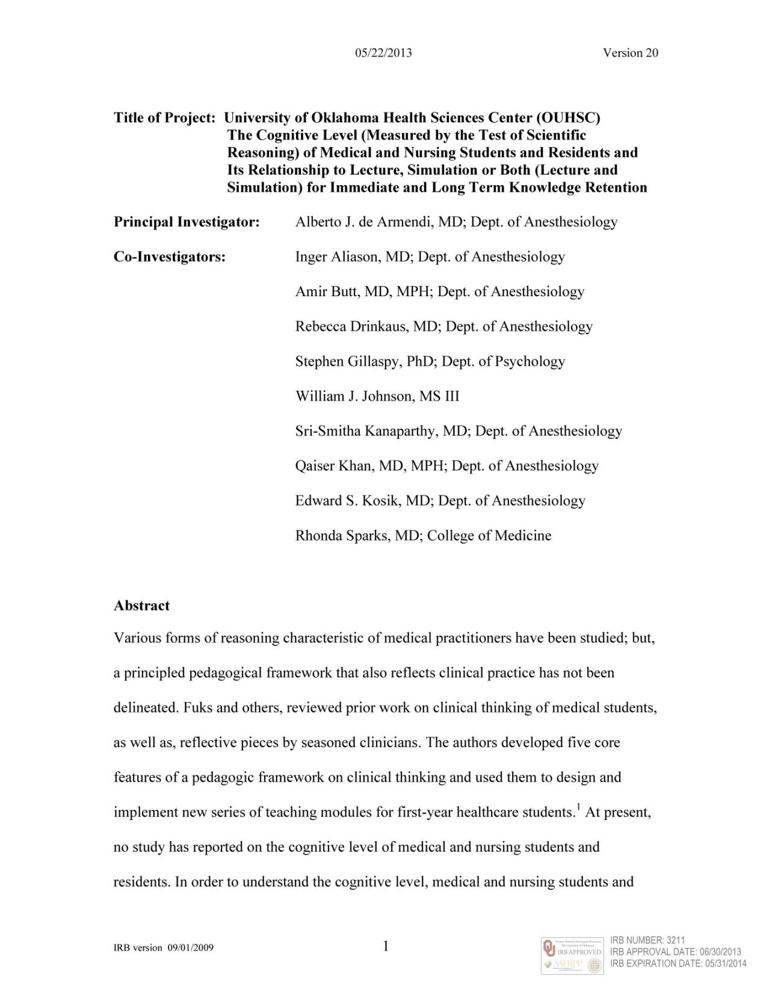 05/22/2013 Version 20
Title of Project: University of Oklahoma Health Sciences Center (OUHSC)
The Cognitive Level (Measured by the Test of Scientific
Reasoning) of Medical and Nursing Students and Residents and
Its Relationship to Lecture, Simulation or Both (Lecture and
Simulation) for Immediate and Long Term Knowledge Retention
Principal Investigator: Alberto J. de Armendi, MD; Dept. of Anesthesiology
Co-Investigators: Inger Aliason, MD; Dept. of Anesthesiology
Amir Butt, MD, MPH; Dept. of Anesthesiology
Rebecca Drinkaus, MD; Dept. of Anesthesiology
Stephen Gillaspy, PhD; Dept. of Psychology
William J. Johnson, MS III
Sri-Smitha Kanaparthy, MD; Dept. of Anesthesiology
Qaiser Khan, MD, MPH; Dept. of Anesthesiology
Edward S. Kosik, MD; Dept. of Anesthesiology
Rhonda Sparks, MD; College of Medicine
Abstract
Various forms of reasoning characteristic of medical practitioners have been studied; but,
a principled pedagogical framework that also reflects clinical practice has not been
delineated. Fuks and others, reviewed prior work on clinical thinking of medical students,
as well as, reflective pieces by seasoned clinicians. The authors developed five core
features of a pedagogic framework on clinical thinking and used them to design and
implement new series of teaching modules for first-year healthcare students.1 At present,
no study has reported on the cognitive level of medical and nursing students and
residents. In order to understand the cognitive level, medical and nursing students and
IRB version 09/01/2009 1
Human Research Participant Protection
The University of Oklahoma
IRB APPROVED
AAHRPP
IRB NUMBER: 3211
IRB APPROVAL DATE: 06/30/2013
IRB EXPIRATION DATE: 05/31/2014